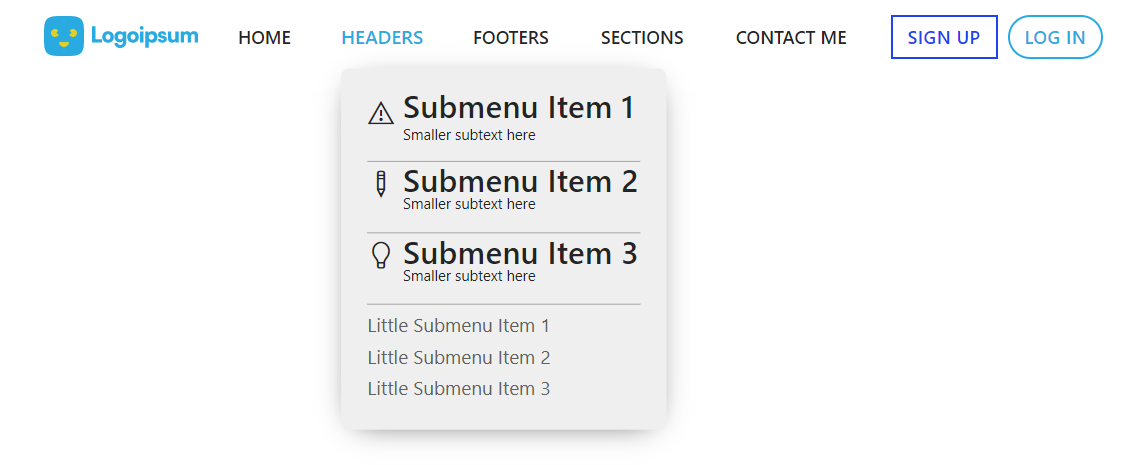 Logoipsum HOME HEADERS FOOTERS SECTIONS CONTACT ME SIGN UP LOG IN
Submenu Item 1
Smaller subtext here
Submenu Item 2
Smaller subtext here
Submenu Item 3
Smaller subtext here
Little Submenu Item 1
Little Submenu Item 2
Little Submenu Item 3